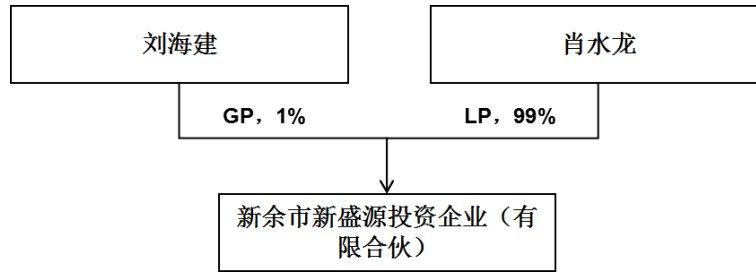 刘海建
肖水龙
GP，1%
LP，99%
新余市新盛源投资企业（有
限合伙）